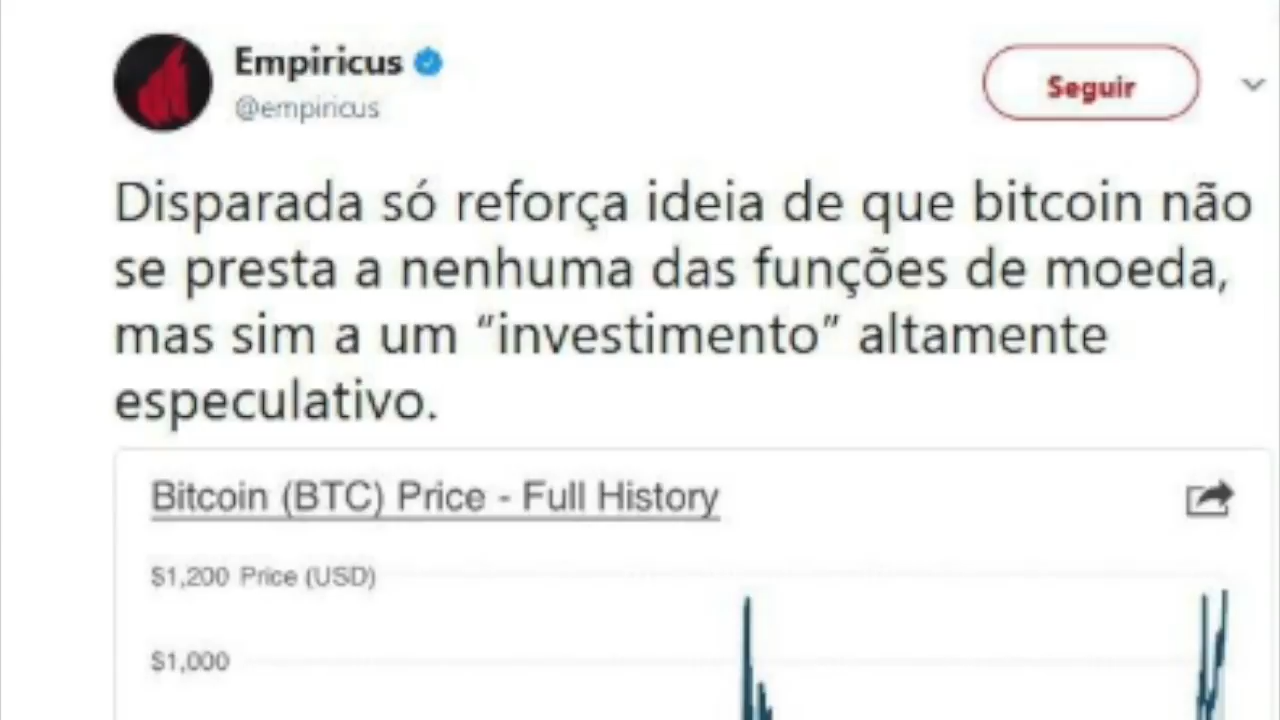 Empiricus
@empiricus
Seguir
Disparada só reforça ideia de que bitcoin não
se presta a nenhuma das funções de moeda,
mas sim a um “investimento” altamente
especulativo.
Bitcoin (BTC) Price - Full History
$1,200 Price (USD)
$1,000